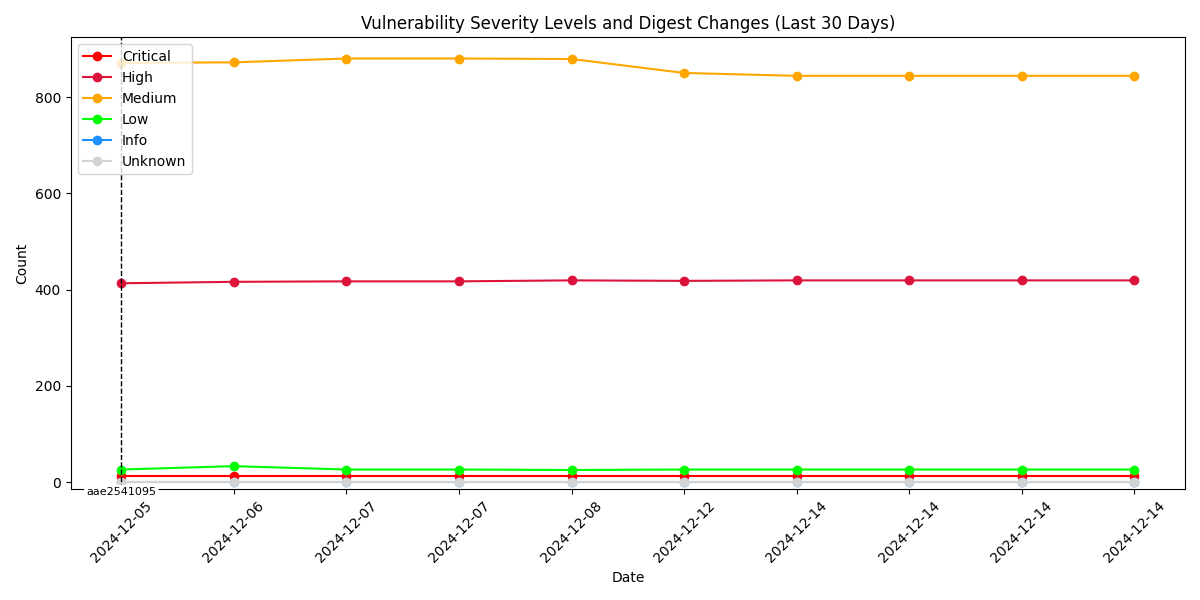 Vulnerability Severity Levels and Digest Changes (Last 30 Days)
Critical
High
Medium
Low
Info
Unknown
Count
800
600
400
200
0
aae2541095
2024-12-05
2024-12-06
2024-12-07
2024-12-07
2024-12-08
2024-12-12
2024-12-14
2024-12-14
2024-12-14
2024-12-14
Date